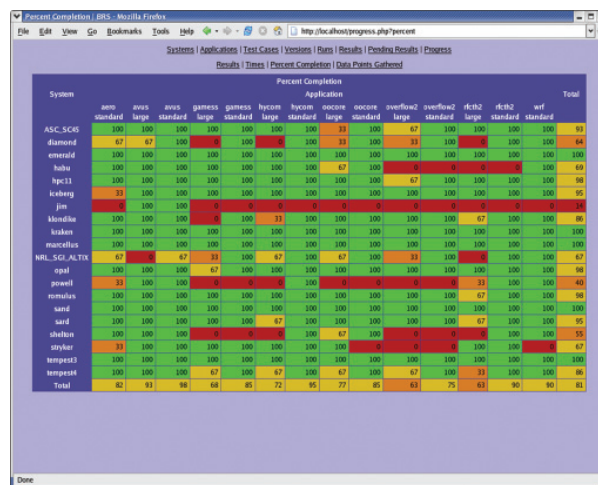 Percent Completion | BRS - Mozilla Firefox
File Edit View Go Bookmarks Tools Help http://localhost/progress.php?percent
Systems | Applications | Test Cases | Versions | Runs | Results | Pending Results | Progress
Results | Times | Percent Completion | Data Points Gathered
Percent Completion
System Application Total
aero avus avus gamess gamess hycom hycom oocore oocore overflow2 overflow2 rfcth2 rfcth2 wrf
standard large standard large standard large standard large standard large standard large standard standard
ASC_SC45 100 100 100 100 100 100 100 33 100 67 100 100 100 100 93
diamond 67 67 100 0 100 0 100 33 100 33 100 0 100 100 64
emerald 100 100 100 100 100 100 100 100 100 100 100 100 100 100 100
habu 100 100 100 100 100 100 100 67 100 0 0 0 0 100 69
hpc11 100 100 100 100 100 100 100 100 100 67 100 100 100 100 98
iceberg 33 100 100 100 100 100 100 100 100 100 100 100 100 100 95
jim 0 100 100 0 0 0 0 0 0 0 0 0 0 0 14
klondike 100 100 100 0 100 33 100 100 100 100 100 67 100 100 86
kraken 100 100 100 100 100 100 100 100 100 100 100 100 100 100 100
marcellus 100 100 100 100 100 100 100 100 100 100 100 100 100 100 100
NRL_SGI_ALTIX 67 0 67 33 100 67 100 67 100 33 100 0 100 100 67
opal 100 100 100 67 100 100 100 100 100 100 100 100 100 100 98
powell 33 100 100 0 0 0 0 100 0 0 0 33 100 100 40
romulus 100 100 100 100 100 100 100 100 100 100 100 67 100 100 98
sand 100 100 100 100 100 100 100 100 100 100 100 100 100 100 100
sard 100 100 100 100 100 67 100 100 100 100 100 67 100 100 95
shelton 100 100 100 0 0 0 100 67 100 0 0 0 100 100 55
stryker 33 100 100 100 100 100 100 100 0 0 0 100 100 0 67
tempest3 100 100 100 100 100 100 100 100 100 100 100 100 100 100 100
tempest4 100 100 100 67 100 67 100 67 100 67 100 33 100 100 86
Total 82 93 98 68 85 72 95 77 85 63 75 63 90 90 81
Done